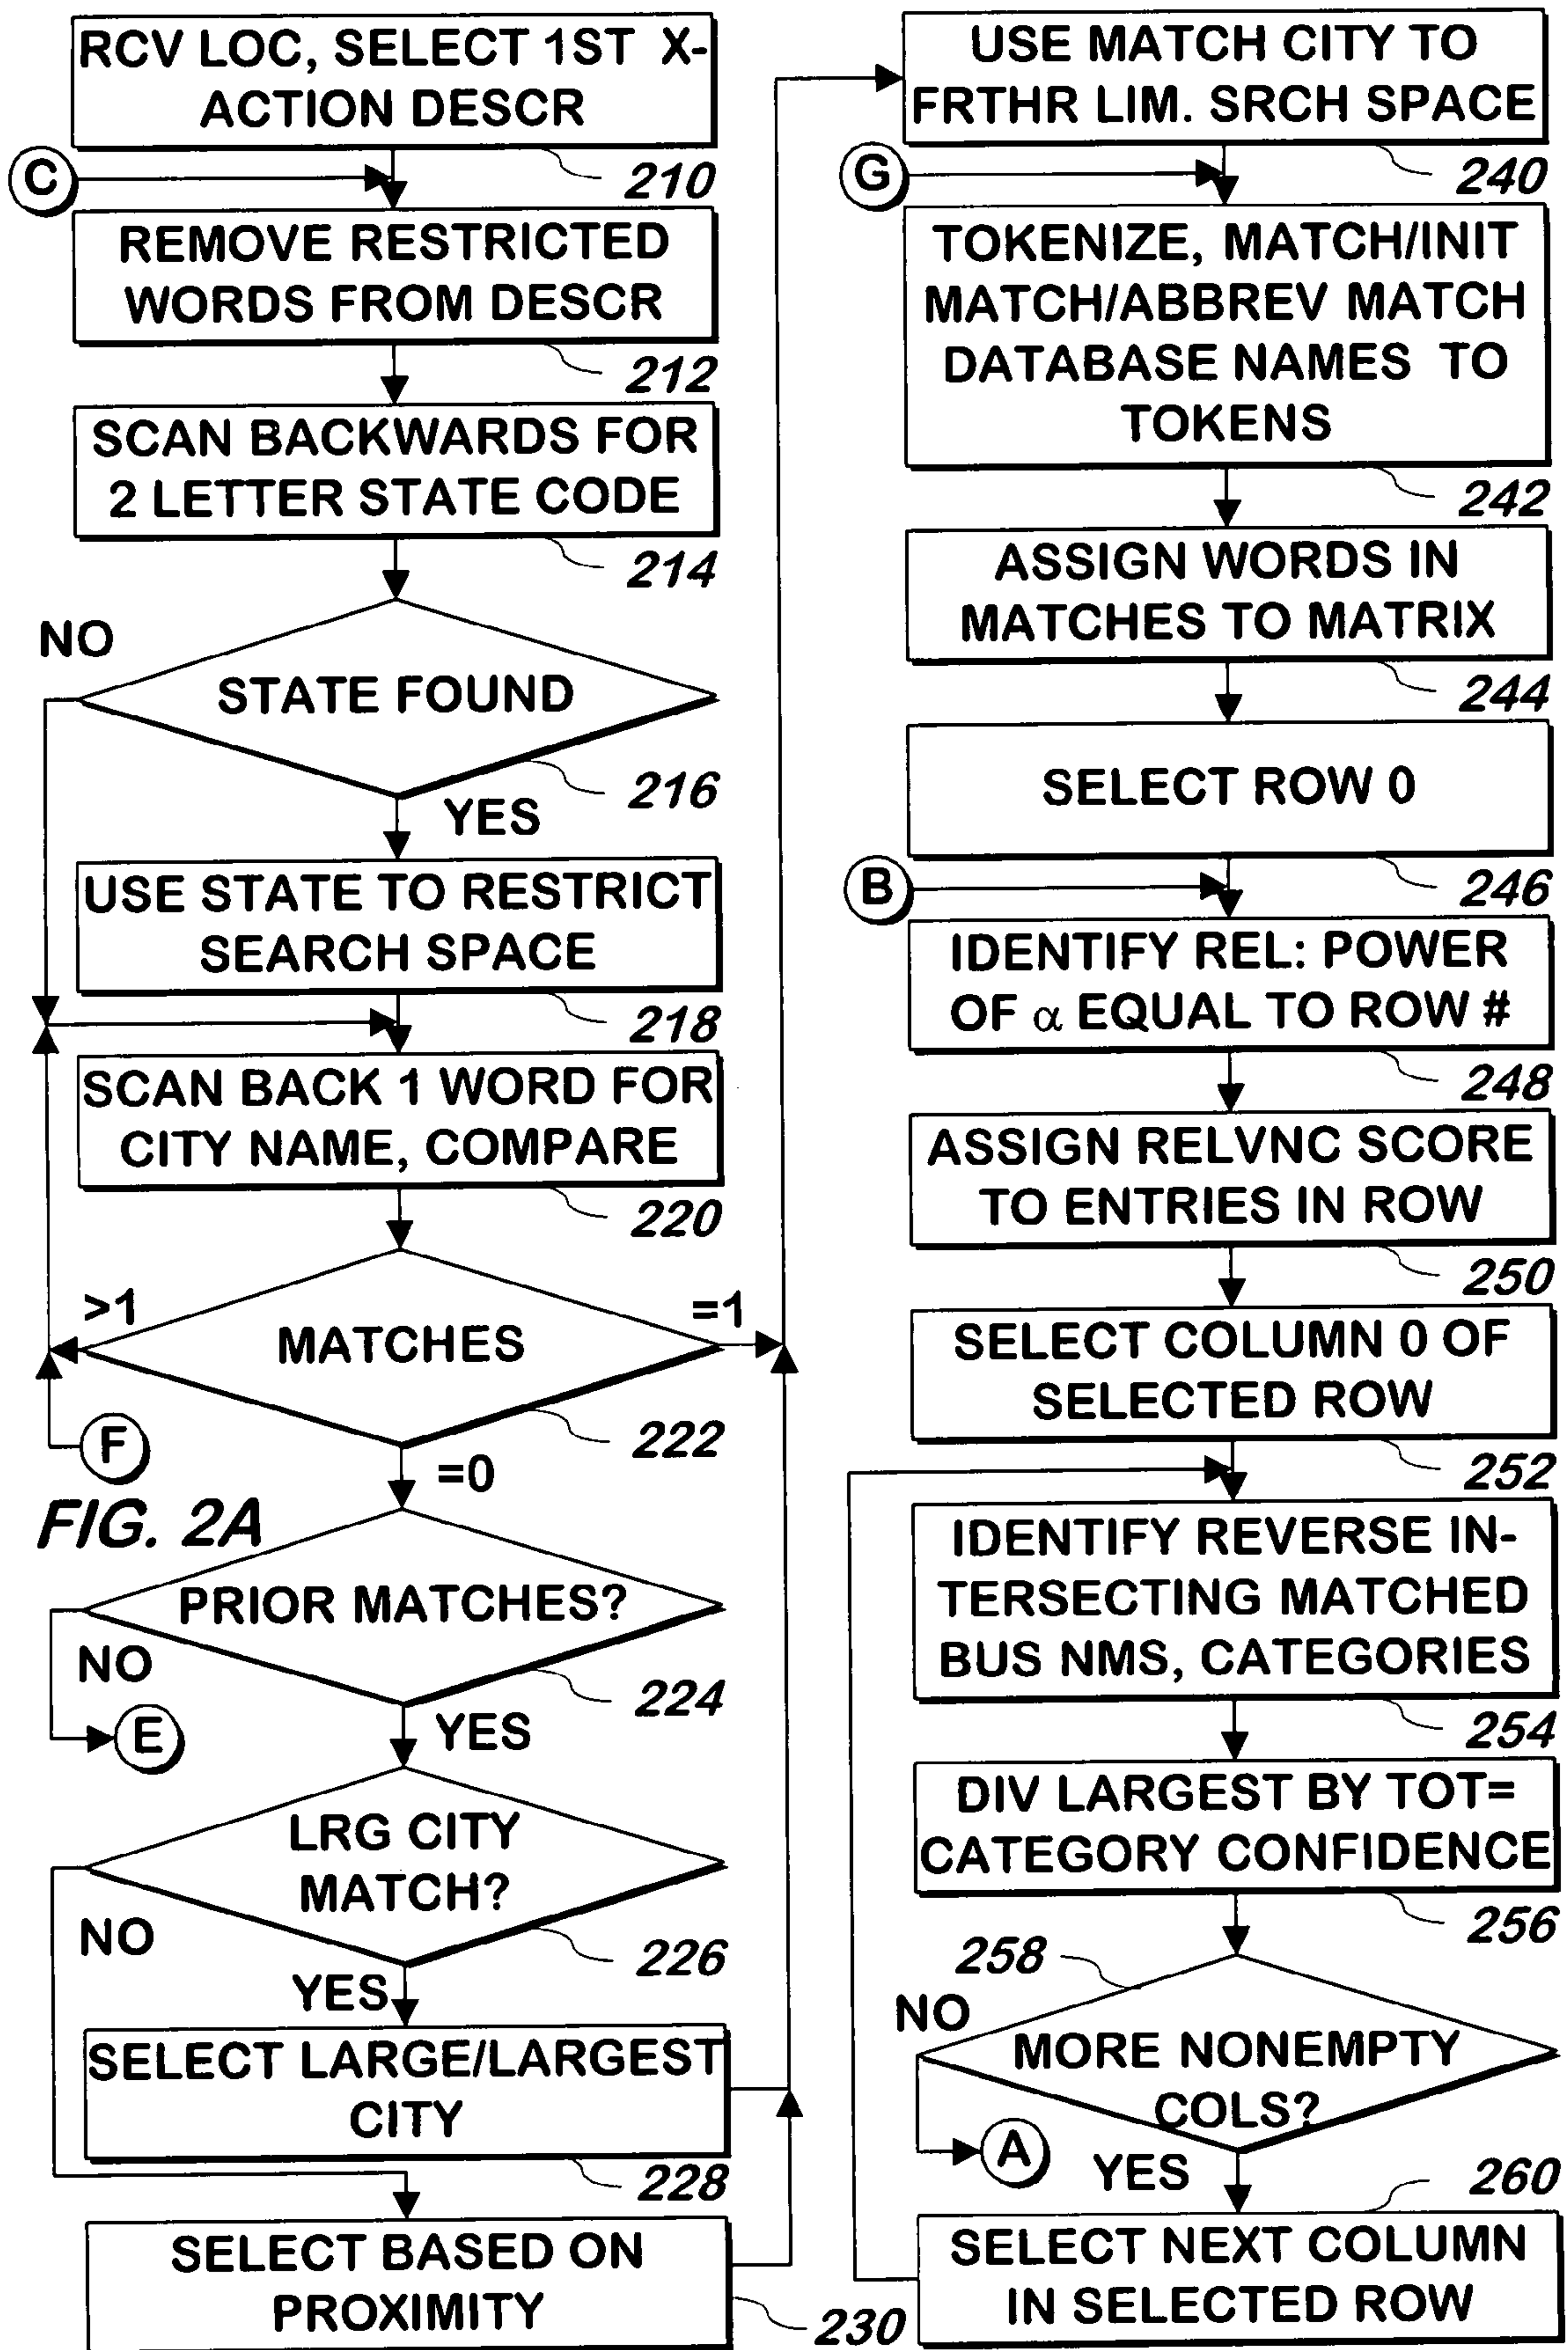 RCV LOC, SELECT 1ST X-
ACTION DESCR
C
210
REMOVE RESTRICTED
WORDS FROM DESCR
212
SCAN BACKWARDS FOR
2 LETTER STATE CODE
214
NO
STATE FOUND
216
YES
USE STATE TO RESTRICT
SEARCH SPACE
218
SCAN BACK 1 WORD FOR
CITY NAME, COMPARE
220
>1
=1
MATCHES
222
F
=0
FIG. 2A
PRIOR MATCHES?
NO
224
E
YES
LRG CITY
MATCH?
NO
226
YES
SELECT LARGE/LARGEST
CITY
228
SELECT BASED ON
PROXIMITY
230
USE MATCH CITY TO
FRTHR LIM. SRCH SPACE
G
240
TOKENIZE, MATCH/INIT
MATCH/ABBREV MATCH
DATABASE NAMES TO
TOKENS
242
ASSIGN WORDS IN
MATCHES TO MATRIX
244
SELECT ROW 0
B
246
IDENTIFY REL: POWER
OF α EQUAL TO ROW #
248
ASSIGN RELVNC SCORE
TO ENTRIES IN ROW
250
SELECT COLUMN 0 OF
SELECTED ROW
252
IDENTIFY REVERSE IN-
TERSECTING MATCHED
BUS NMS, CATEGORIES
254
DIV LARGEST BY TOT=
CATEGORY CONFIDENCE
256
258
NO
MORE NONEMPTY
COLS?
A
YES
260
SELECT NEXT COLUMN
IN SELECTED ROW